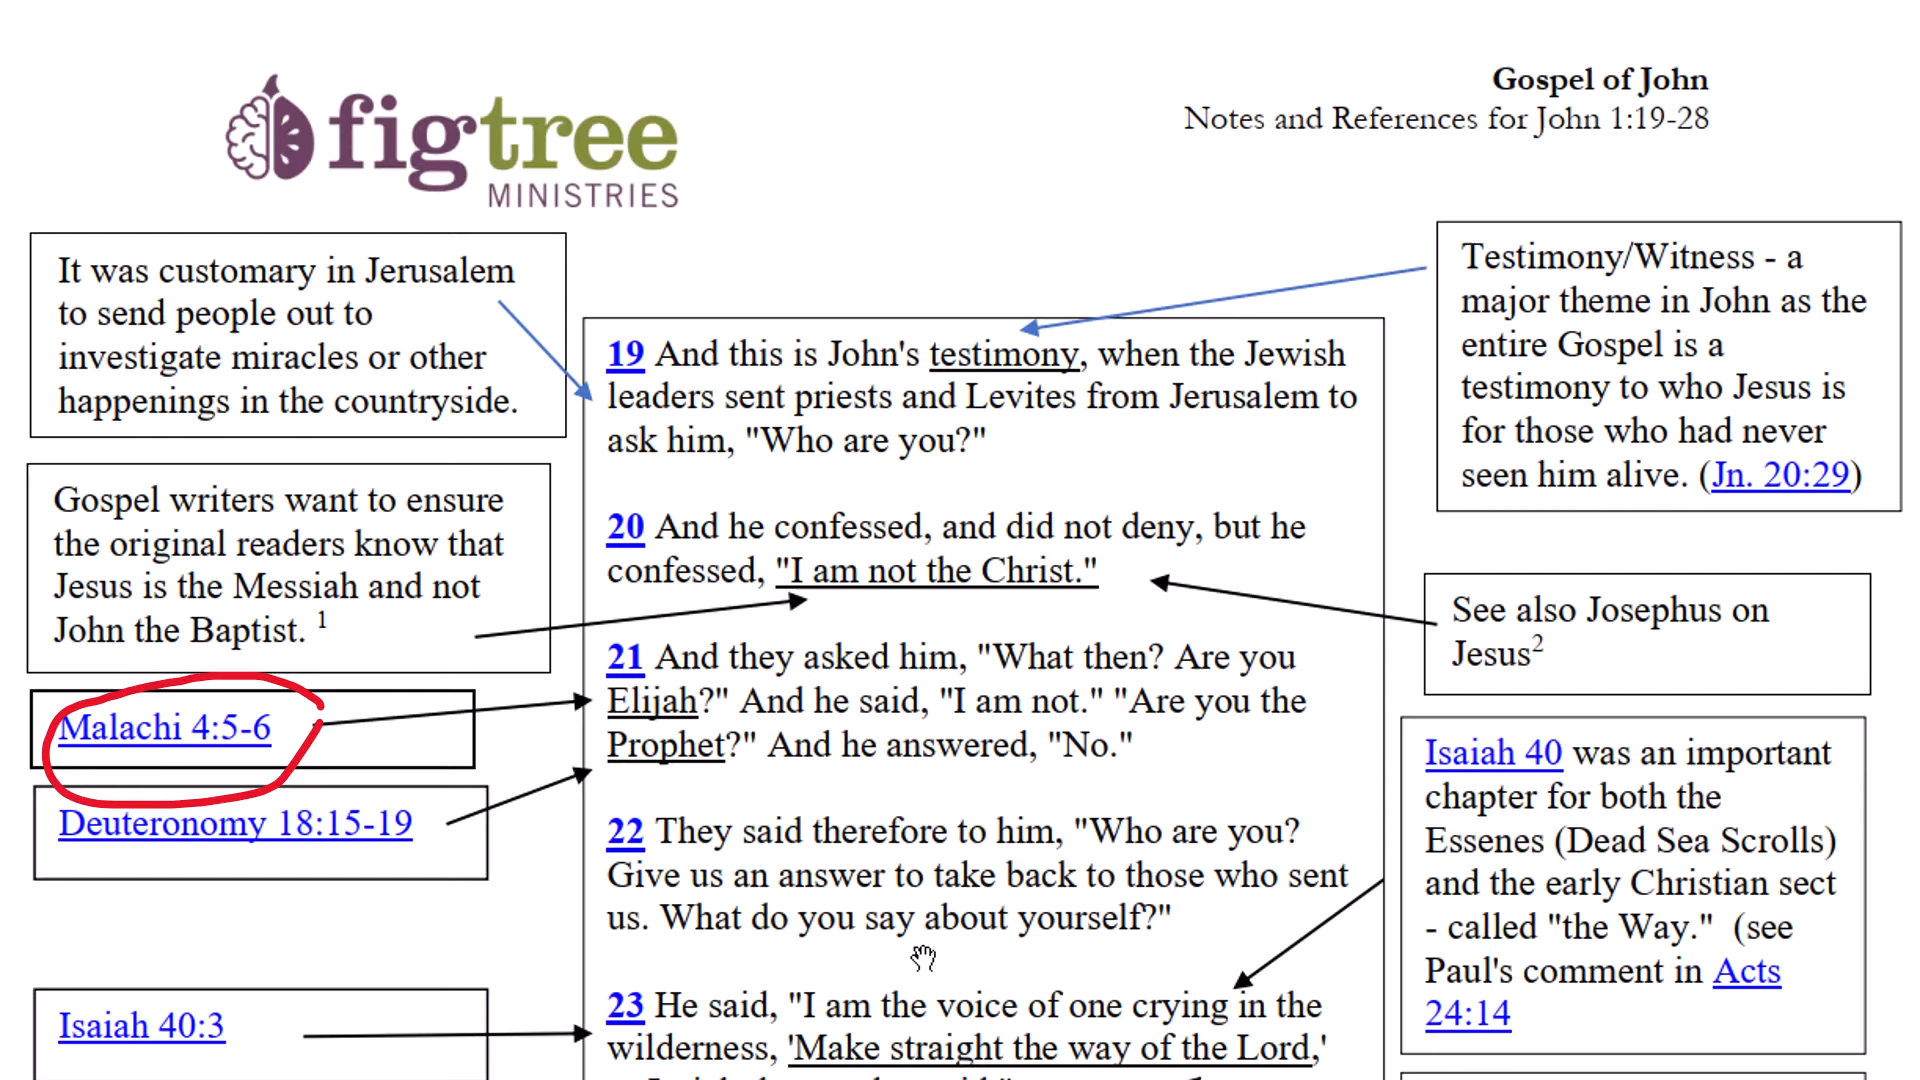 figtree
MINISTRIES
Gospel of John
Notes and References for John 1:19-28
It was customary in Jerusalem
to send people out to
investigate miracles or other
happenings in the countryside.
Gospel writers want to ensure
the original readers know that
Jesus is the Messiah and not
John the Baptist. 1
Malachi 4:5-6
Deuteronomy 18:15-19
Isaiah 40:3
19 And this is John's testimony, when the Jewish
leaders sent priests and Levites from Jerusalem to
ask him, "Who are you?"
20 And he confessed, and did not deny, but he
confessed, "I am not the Christ."
21 And they asked him, "What then? Are you
Elijah?" And he said, "I am not." "Are you the
Prophet?" And he answered, "No."
22 They said therefore to him, "Who are you?
Give us an answer to take back to those who sent
us. What do you say about yourself?"
23 He said, "I am the voice of one crying in the
wilderness, 'Make straight the way of the Lord,'
Testimony/Witness - a
major theme in John as the
entire Gospel is a
testimony to who Jesus is
for those who had never
seen him alive. (Jn. 20:29)
See also Josephus on
Jesus2
Isaiah 40 was an important
chapter for both the
Essenes (Dead Sea Scrolls)
and the early Christian sect
- called "the Way." (see
Paul's comment in Acts
24:14